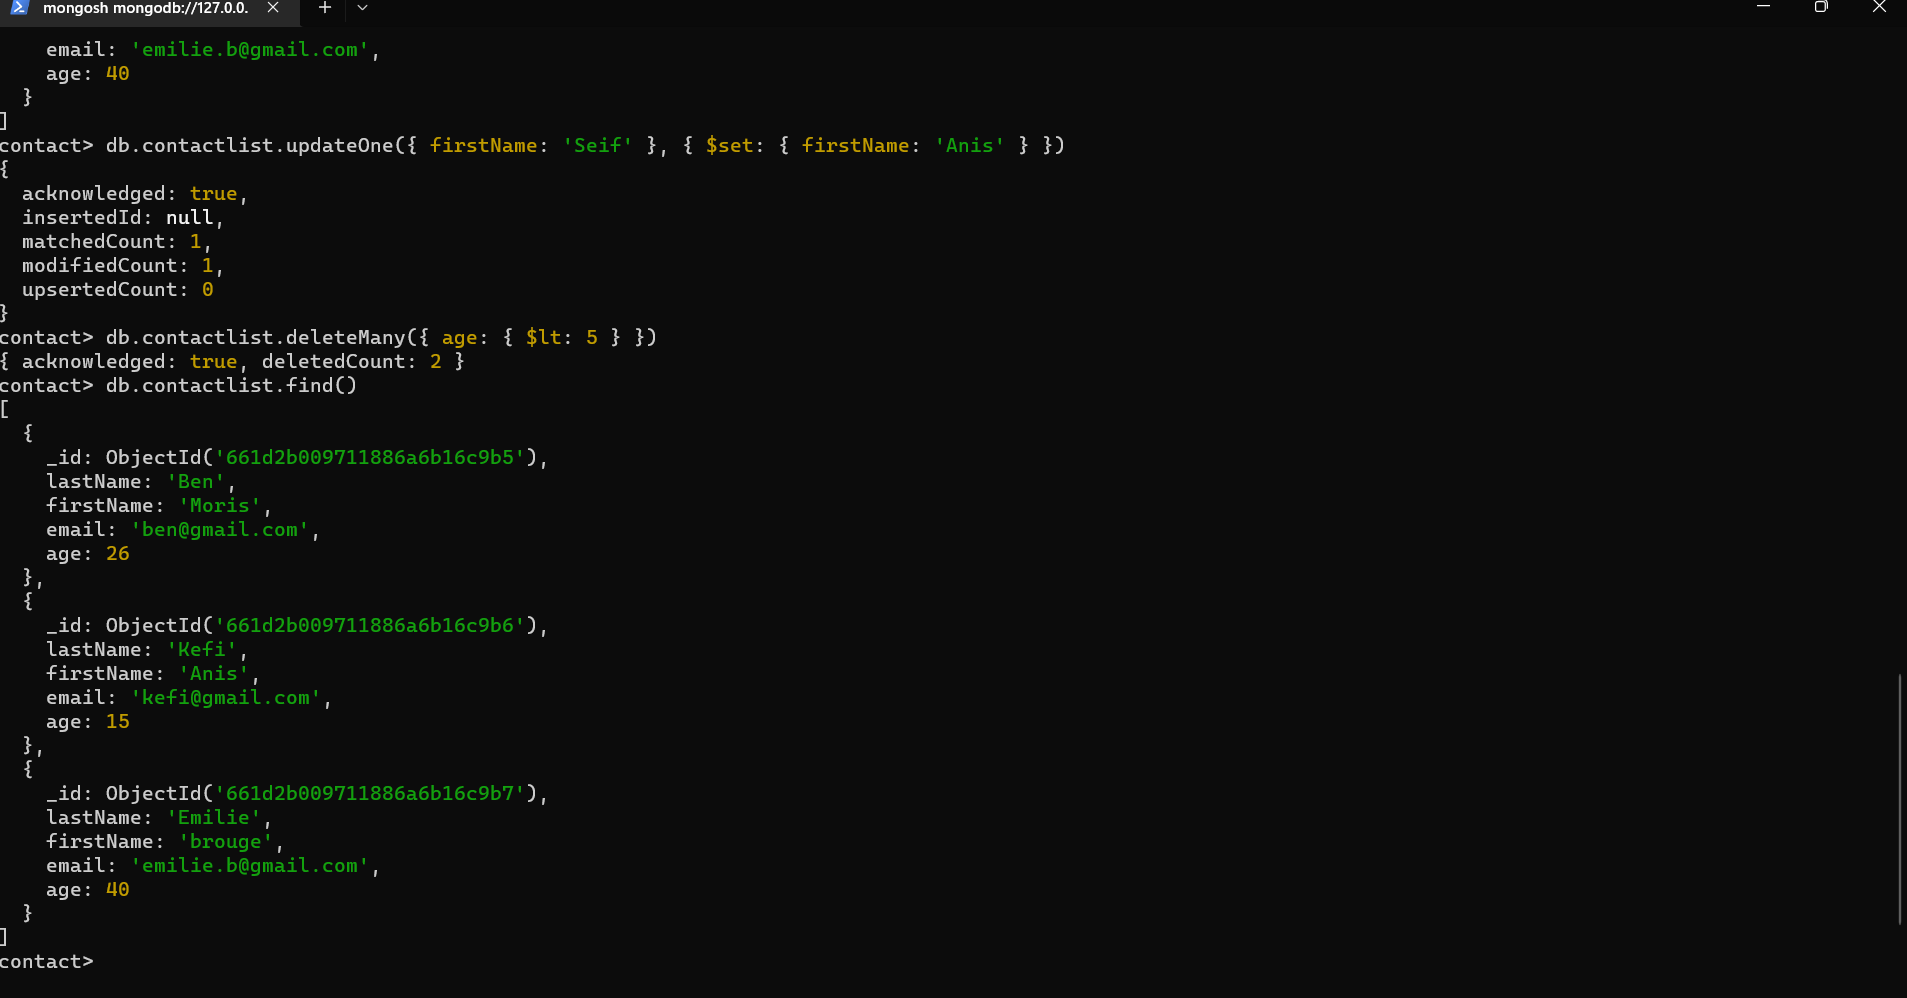 mongosh mongodb://127.0.0.
    email: 'emilie.b@gmail.com',
    age: 40
  }
]
contact> db.contactlist.updateOne({ firstName: 'Seif' }, { $set: { firstName: 'Anis' } })
{
  acknowledged: true,
  insertedId: null,
  matchedCount: 1,
  modifiedCount: 1,
  upsertedCount: 0
}
contact> db.contactlist.deleteMany({ age: { $lt: 5 } })
{ acknowledged: true, deletedCount: 2 }
contact> db.contactlist.find()
[
  {
    _id: ObjectId('661d2b009711886a6b16c9b5'),
    lastName: 'Ben',
    firstName: 'Moris',
    email: 'ben@gmail.com',
    age: 26
  },
  {
    _id: ObjectId('661d2b009711886a6b16c9b6'),
    lastName: 'Kefi',
    firstName: 'Anis',
    email: 'kefi@gmail.com',
    age: 15
  },
  {
    _id: ObjectId('661d2b009711886a6b16c9b7'),
    lastName: 'Emilie',
    firstName: 'brouge',
    email: 'emilie.b@gmail.com',
    age: 40
  }
]
contact>